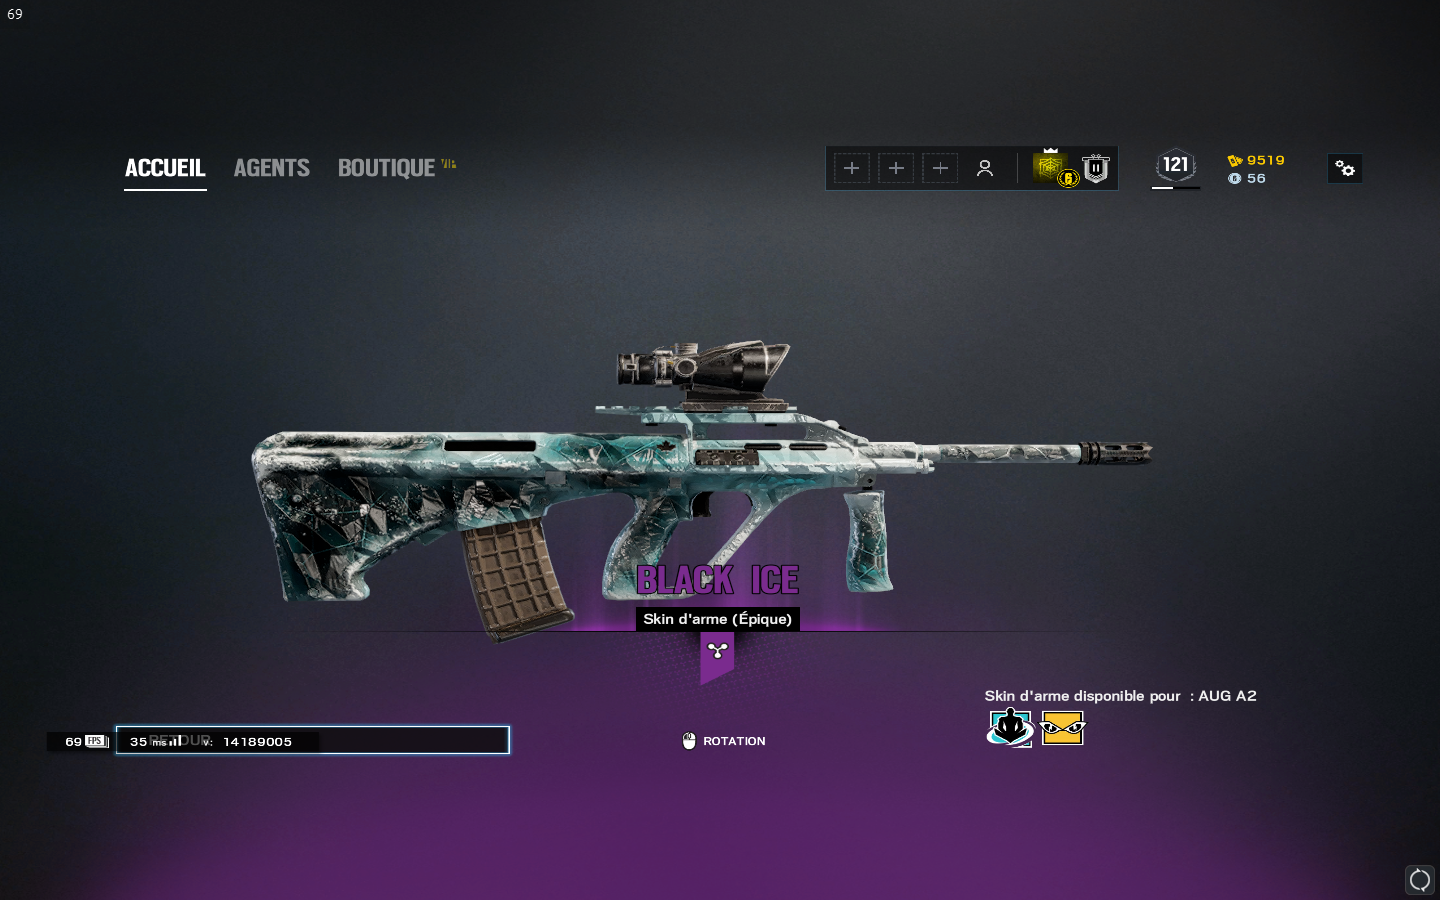 69
ACCUEIL AGENTS BOUTIQUE
121
9519
56
BLACK ICE
Skin d'arme (Épique)
Skin d'arme disponible pour : AUG A2
69 FPS 35 ms RETOUR v: 14189005
ROTATION